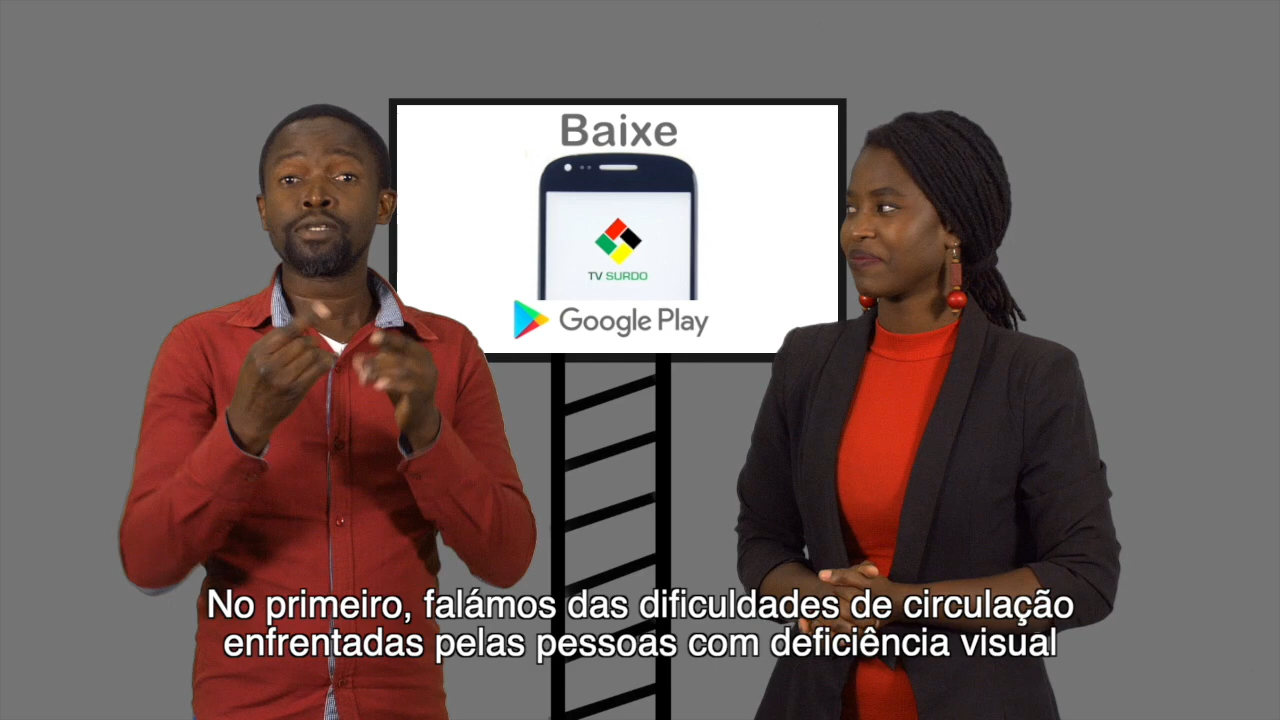 Baixe
TV SURDO
Google Play
No primeiro, falámos das dificuldades de circulação
enfrentadas pelas pessoas com deficiência visual